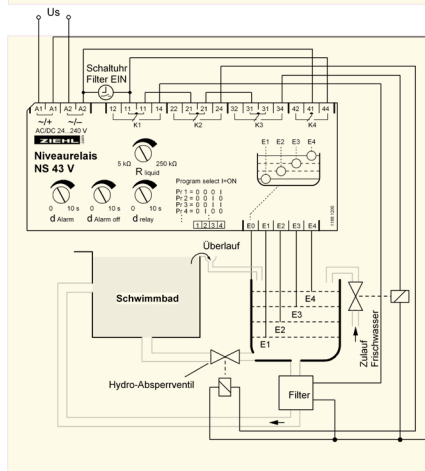 Us
Schaltuhr
Filter EIN
A1 A1 A2 A2 12 11 11 14 22 21 21 24 32 31 31 34 42 41 44
~/+ ~/− K1 K2 K3 K4
AC/DC 24...240 V
ZIEHL
Niveaurelais
NS 43 V
5 kΩ 250 kΩ
R liquid
E1 E2 E3 E4
Program select I=ON
Pr 1 = 0 0 0 I
Pr 2 = 0 0 I 0
Pr 3 = 0 0 I I
Pr 4 = 0 I 0 0
1 2 3 4
0 10 s 0 10 s 0 10 s
d Alarm d Alarm off d relay
E0 E1 E2 E3 E4
Überlauf
Schwimmbad
E4
E3
E2
E1
Zulauf
Frischwasser
Hydro-Absperrventil
Filter